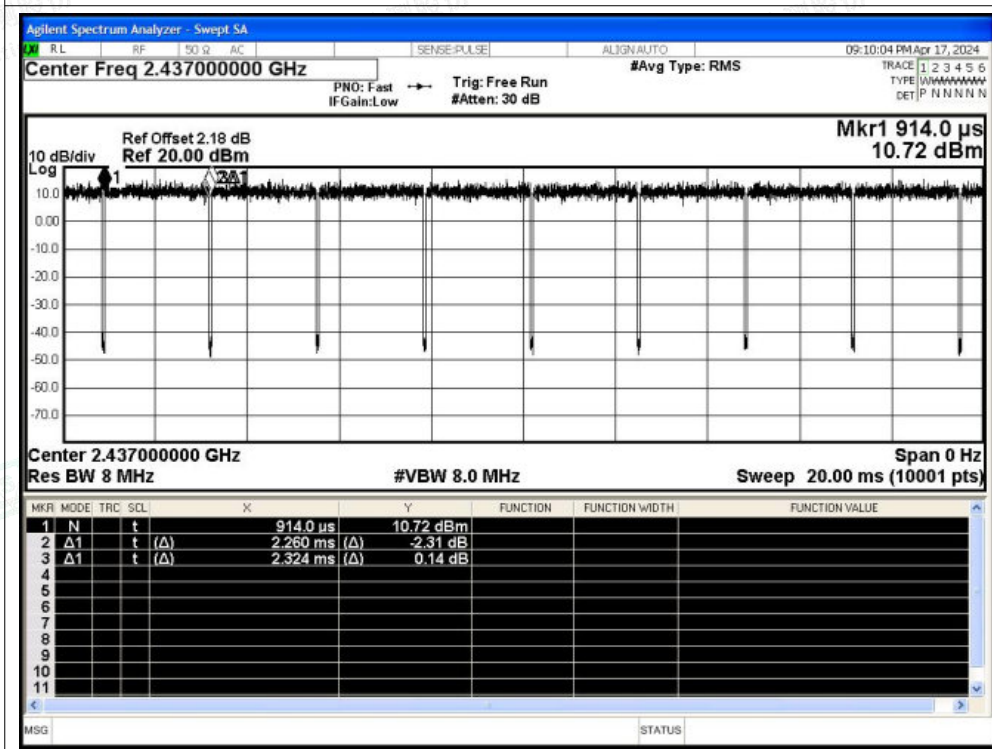 Agilent Spectrum Analyzer - Swept SA
RL RF 50 Ω AC SENSE:PULSE ALIGN AUTO 09:10:04 PM Apr 17, 2024
Center Freq 2.437000000 GHz #Avg Type: RMS TRACE 1 2 3 4 5 6
PNO: Fast Trig: Free Run TYPE
IFGain:Low #Atten: 30 dB DET P N N N N N
Mkr1 914.0 µs
10.72 dBm
Ref Offset 2.18 dB
10 dB/div Ref 20.00 dBm
Log
1
3Δ1
10.0
0.00
-10.0
-20.0
-30.0
-40.0
-50.0
-60.0
-70.0
Center 2.437000000 GHz Span 0 Hz
Res BW 8 MHz #VBW 8.0 MHz Sweep 20.00 ms (10001 pts)
MKR MODE TRC SCL X Y FUNCTION FUNCTION WIDTH FUNCTION VALUE
1 N t 914.0 µs 10.72 dBm
2 Δ1 t (Δ) 2.260 ms (Δ) -2.31 dB
3 Δ1 t (Δ) 2.324 ms (Δ) 0.14 dB
4
5
6
7
8
9
10
11
MSG STATUS